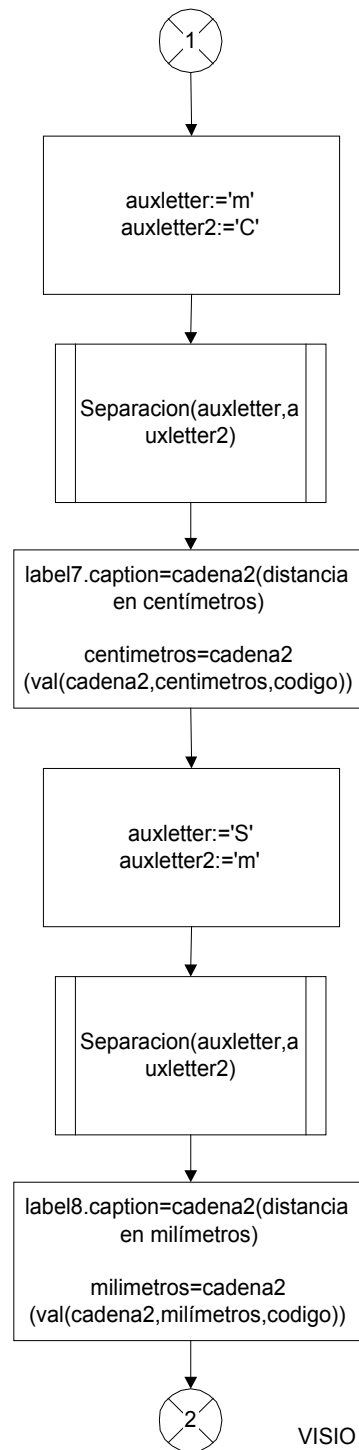 1
auxletter:='m'
auxletter2:='C'
Separacion(auxletter,a
uxletter2)
label7.caption=cadena2(distancia
en centímetros)
centimetros=cadena2
(val(cadena2,centimetros,codigo))
auxletter:='S'
auxletter2:='m'
Separacion(auxletter,a
uxletter2)
label8.caption=cadena2(distancia
en milímetros)
milimetros=cadena2
(val(cadena2,milímetros,codigo))
2
VISIO